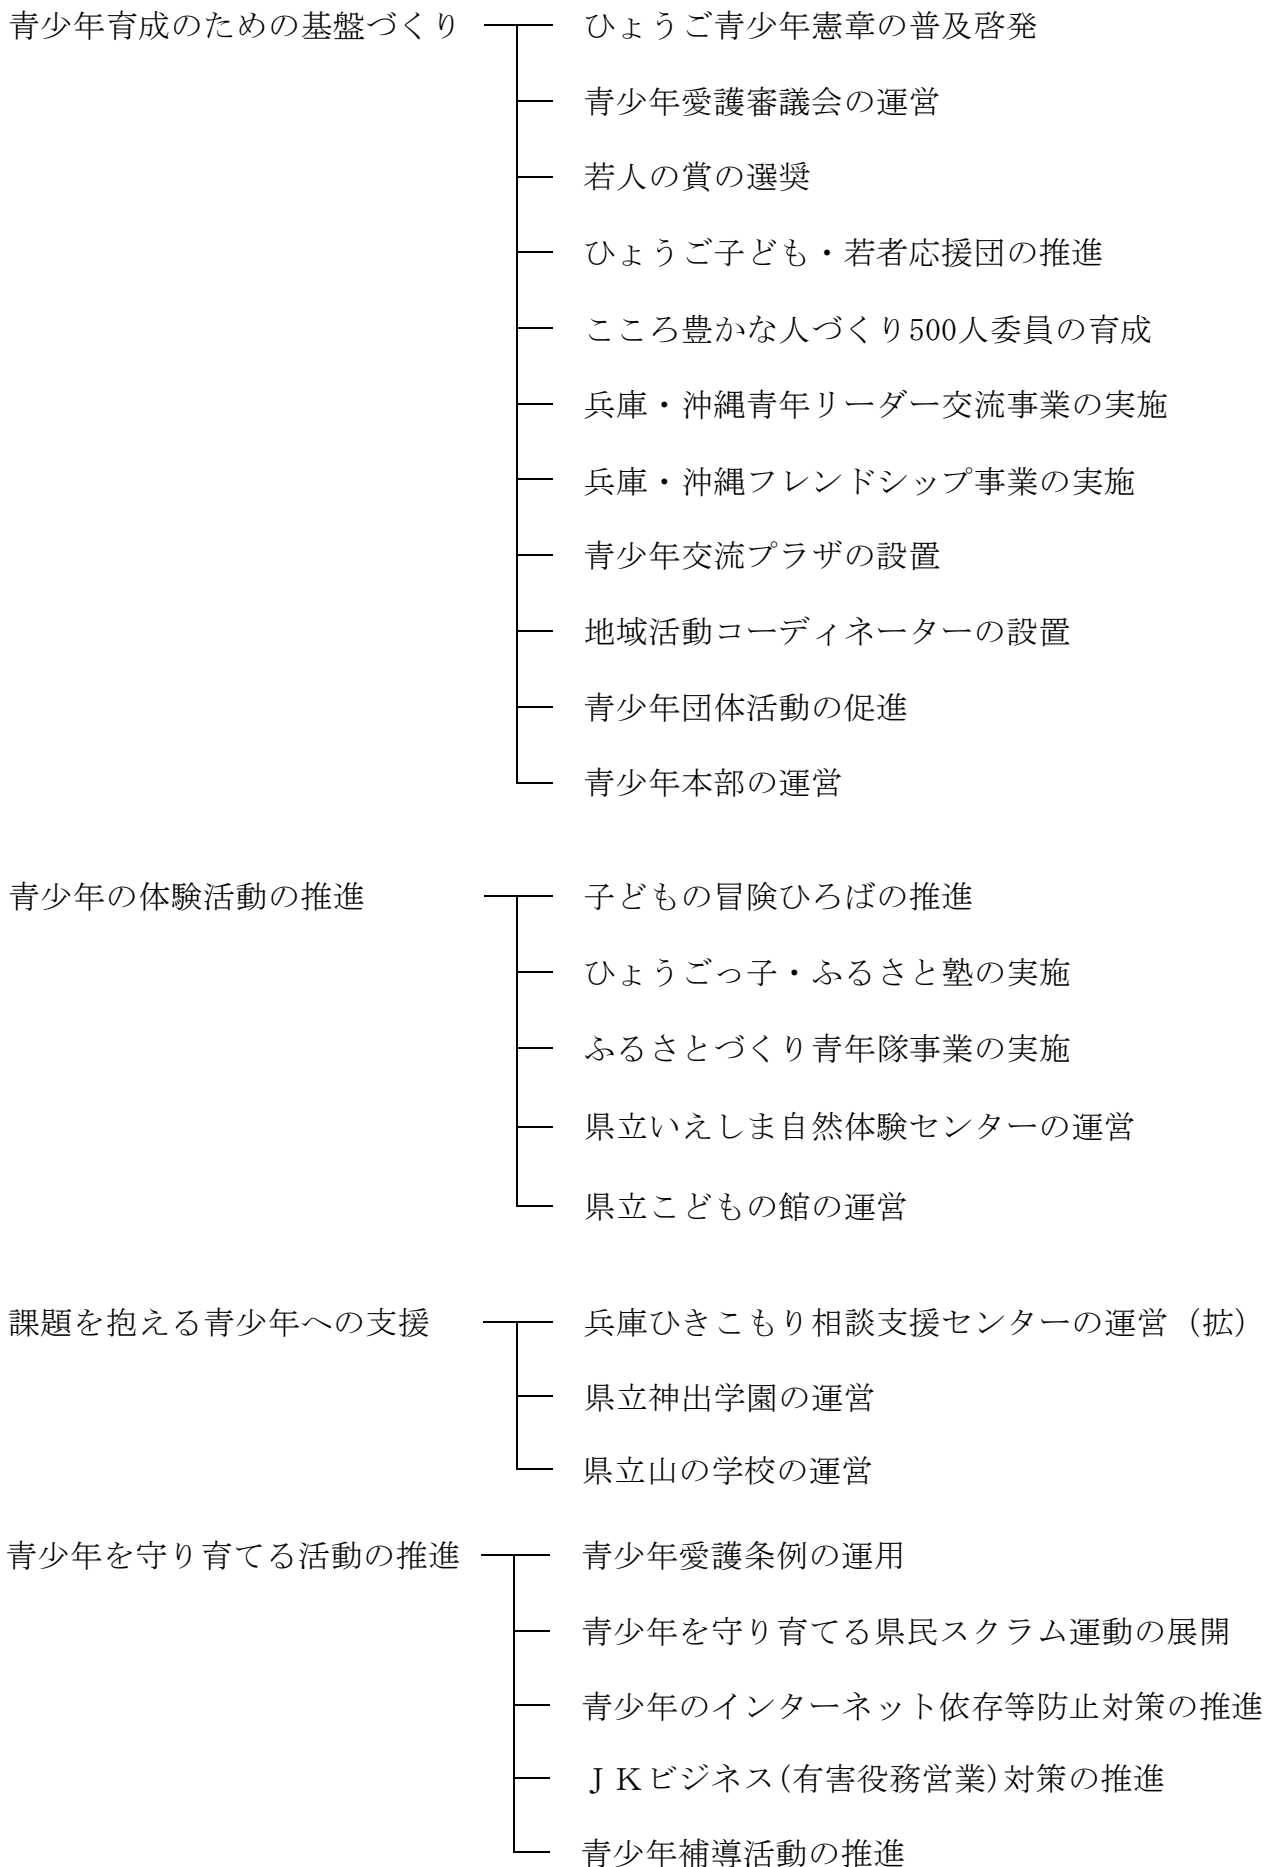 青少年育成のための基盤づくり ひょうご青少年憲章の普及啓発
青少年愛護審議会の運営
若人の賞の選奨
ひょうご子ども・若者応援団の推進
こころ豊かな人づくり500人委員の育成
兵庫・沖縄青年リーダー交流事業の実施
兵庫・沖縄フレンドシップ事業の実施
青少年交流プラザの設置
地域活動コーディネーターの設置
青少年団体活動の促進
青少年本部の運営
青少年の体験活動の推進 子どもの冒険ひろばの推進
ひょうごっ子・ふるさと塾の実施
ふるさとづくり青年隊事業の実施
県立いえしま自然体験センターの運営
県立こどもの館の運営
課題を抱える青少年への支援 兵庫ひきこもり相談支援センターの運営（拡）
県立神出学園の運営
県立山の学校の運営
青少年を守り育てる活動の推進 青少年愛護条例の運用
青少年を守り育てる県民スクラム運動の展開
青少年のインターネット依存等防止対策の推進
ＪＫビジネス(有害役務営業)対策の推進
青少年補導活動の推進